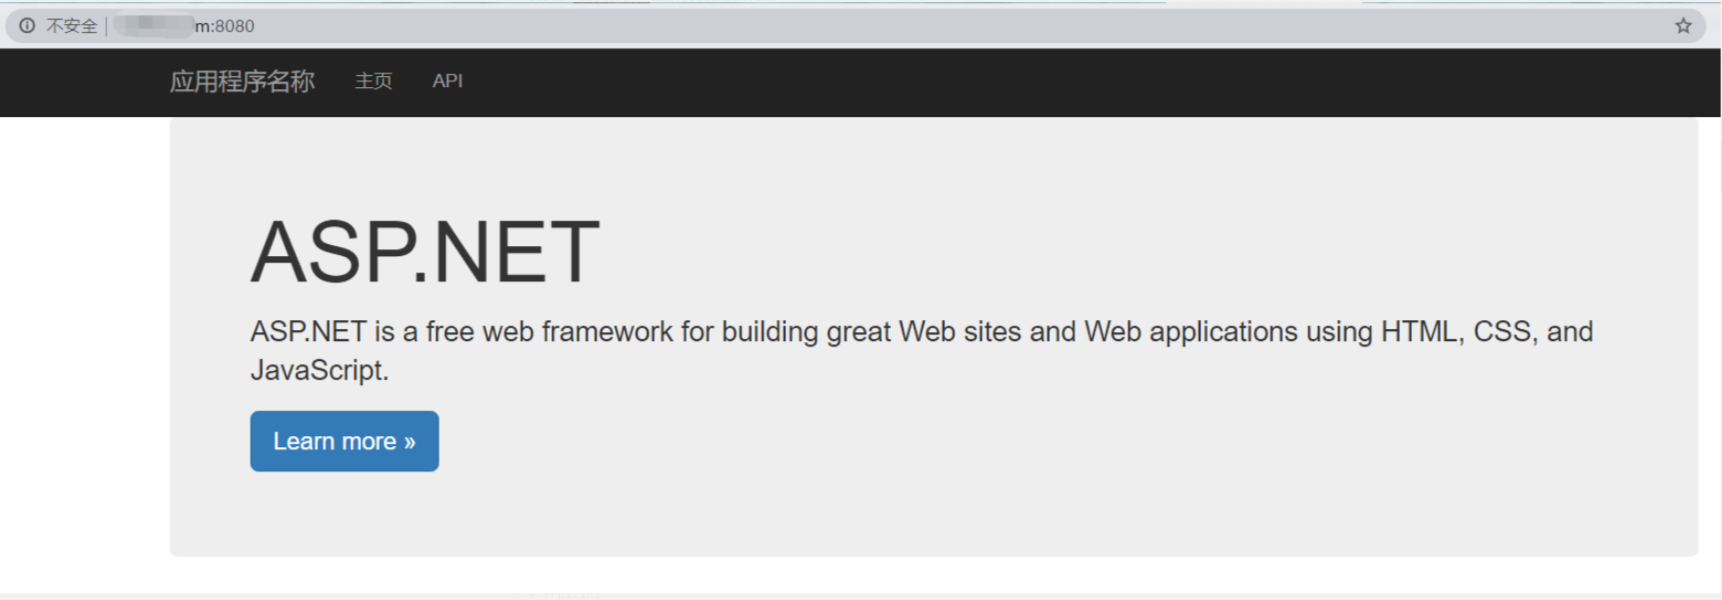 不安全 | m:8080
应用程序名称 主页 API
ASP.NET
ASP.NET is a free web framework for building great Web sites and Web applications using HTML, CSS, and
JavaScript.
Learn more »